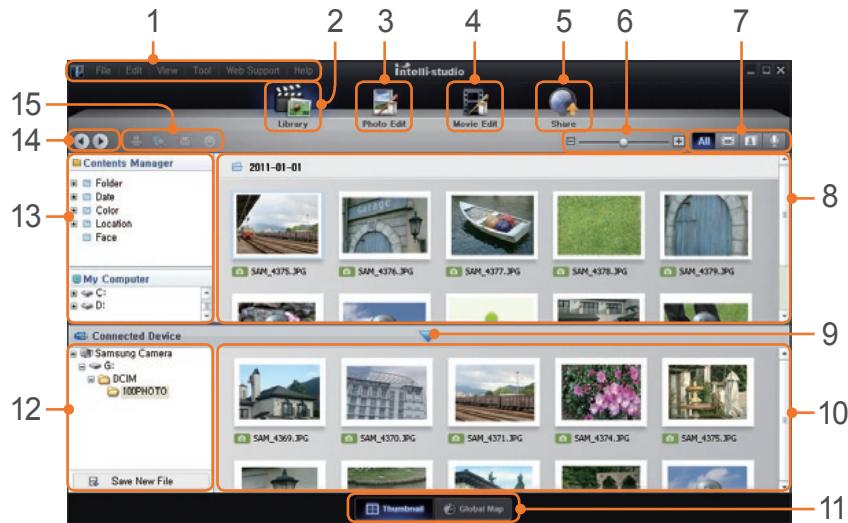 1 2 3 4 5 6 7
File Edit View Tool Web Support Help
intelli-studio
Library Photo Edit Movie Edit Share
15
14
All
Contents Manager
2011-01-01
Folder
Date
Color
Location
Face
13
8
SAM_4375.JPG SAM_4376.JPG SAM_4377.JPG SAM_4378.JPG SAM_4379.JPG
My Computer
C:
D:
Connected Device
9
Samsung Camera
G:
DCIM
100PHOTO
12
10
SAM_4369.JPG SAM_4370.JPG SAM_4371.JPG SAM_4374.JPG SAM_4375.JPG
Save New File
Thumbnail Global Map
11